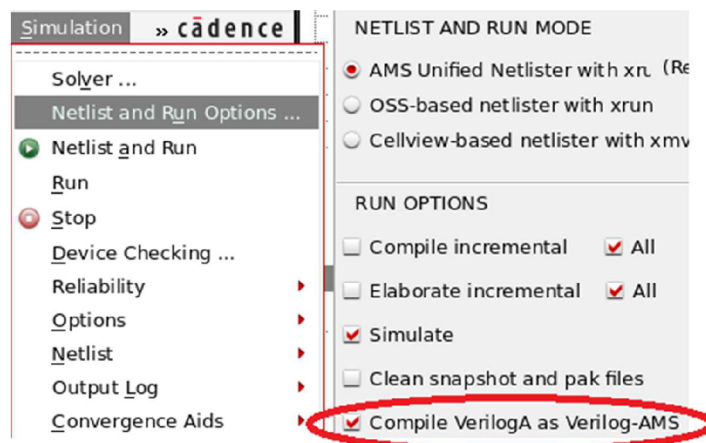 Simulation » cādence
Solver ...
Netlist and Run Options ...
Netlist and Run
Run
Stop
Device Checking ...
Reliability
Options
Netlist
Output Log
Convergence Aids
NETLIST AND RUN MODE
AMS Unified Netlister with xru (Re
OSS-based netlister with xrun
Cellview-based netlister with xmv
RUN OPTIONS
Compile incremental All
Elaborate incremental All
Simulate
Clean snapshot and pak files
Compile VerilogA as Verilog-AMS